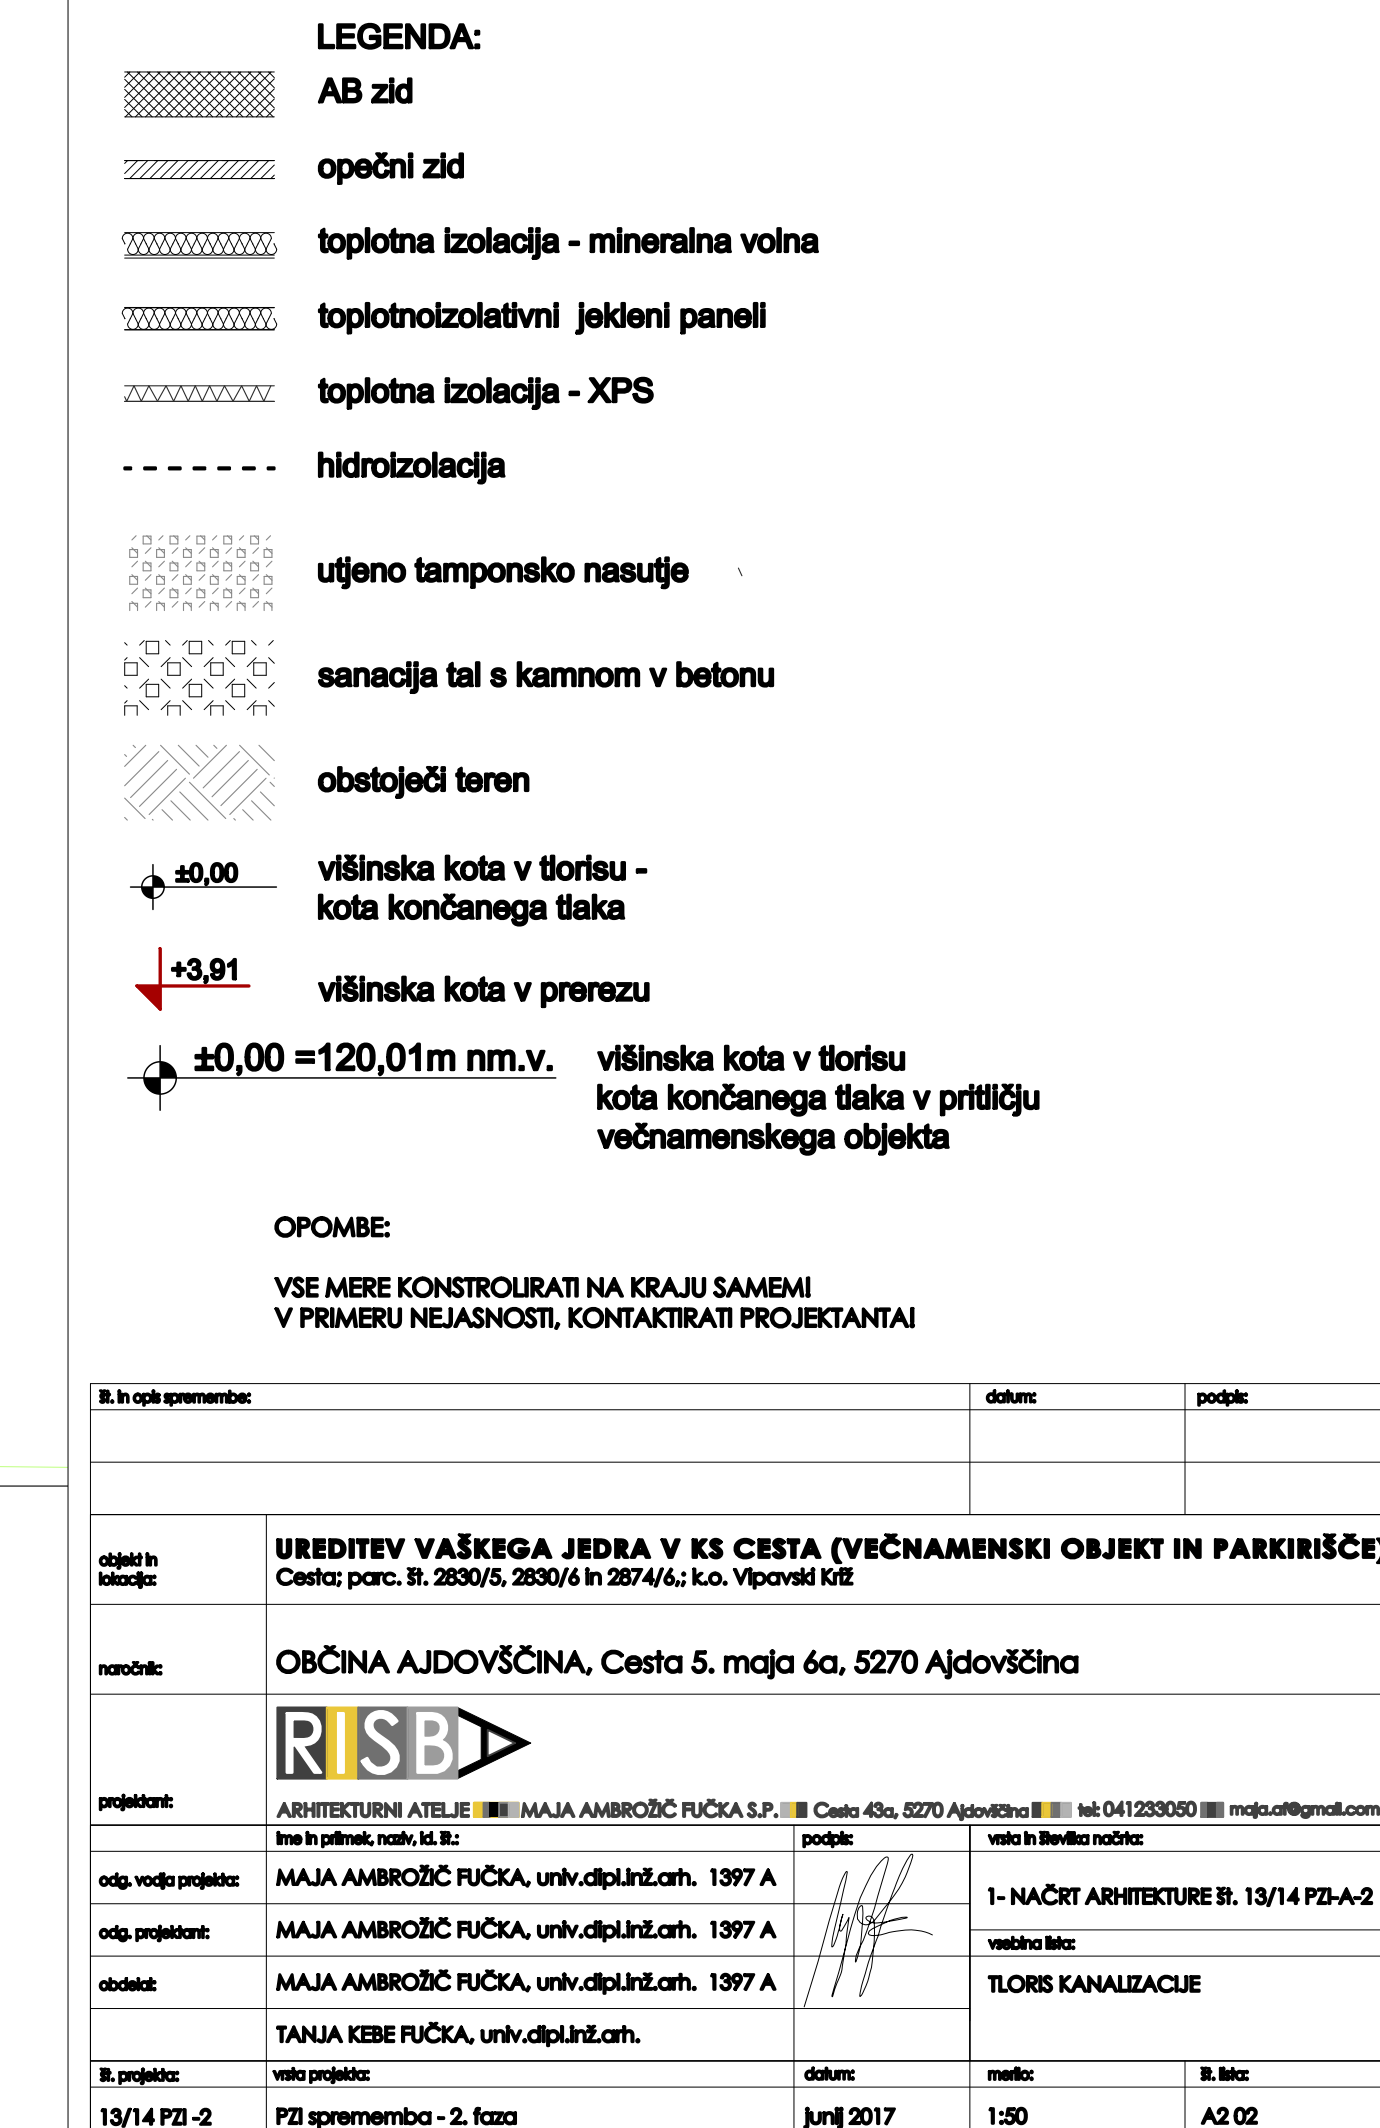 LEGENDA:
AB zid
opečni zid
toplotna izolacija - mineralna volna
toplotnoizolativni jekleni paneli
toplotna izolacija - XPS
hidroizolacija
utjeno tamponsko nasutje
sanacija tal s kamnom v betonu
obstoječi teren
±0,00
višinska kota v tlorisu -
kota končanega tlaka
+3,91
višinska kota v prerezu
±0,00 =120,01m nm.v.
višinska kota v tlorisu
kota končanega tlaka v pritličju
večnamenskega objekta
OPOMBE:
VSE MERE KONSTROLIRATI NA KRAJU SAMEM!
V PRIMERU NEJASNOSTI, KONTAKTIRATI PROJEKTANTA!
št. in opis spremembe: datum: podpis:
objekt in
lokacija:
UREDITEV VAŠKEGA JEDRA V KS CESTA (VEČNAMENSKI OBJEKT IN PARKIRIŠČE)
Cesta; parc. št. 2830/5, 2830/6 in 2874/6,; k.o. Vipavski Križ
naročnik: OBČINA AJDOVŠČINA, Cesta 5. maja 6a, 5270 Ajdovščina
RISBA
projektant:
ARHITEKTURNI ATELJE MAJA AMBROŽIČ FUČKA S.P. Cesta 43a, 5270 Ajdovščina tel: 041233050 maja.af@gmail.com
ime in priimek, naziv, id. št.: podpis: vrsta in številka načrta:
odg. vodja projekta: MAJA AMBROŽIČ FUČKA, univ.dipl.inž.arh. 1397 A
1- NAČRT ARHITEKTURE št. 13/14 PZI-A-2
odg. projektant: MAJA AMBROŽIČ FUČKA, univ.dipl.inž.arh. 1397 A
vsebina lista:
obdelal: MAJA AMBROŽIČ FUČKA, univ.dipl.inž.arh. 1397 A
TLORIS KANALIZACIJE
TANJA KEBE FUČKA, univ.dipl.inž.arh.
št. projekta: vrsta projekta: datum: merilo: št. lista:
13/14 PZI -2 PZI sprememba - 2. faza junij 2017 1:50 A2 02